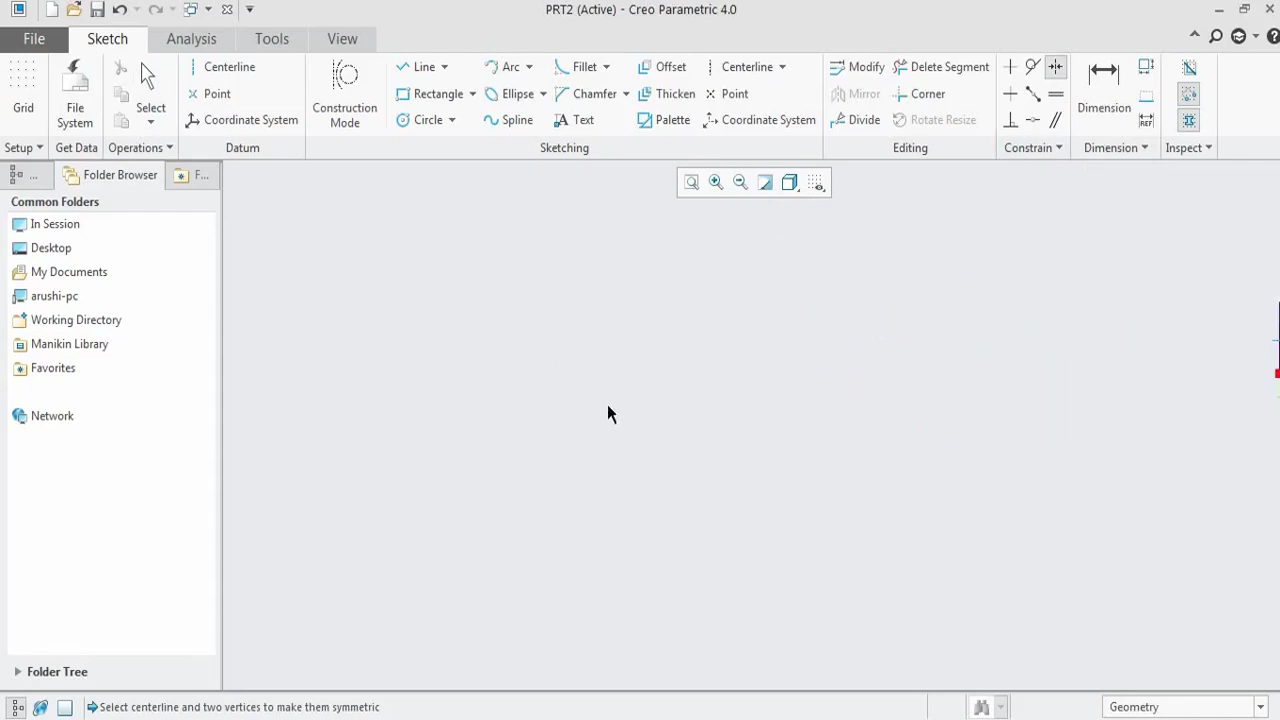 PRT2 (Active) - Creo Parametric 4.0
File Sketch Analysis Tools View
Grid
File System
Select
Centerline
Point
Coordinate System
Construction Mode
Line
Rectangle
Circle
Arc
Ellipse
Spline
Fillet
Chamfer
Text
Offset
Thicken
Palette
Centerline
Point
Coordinate System
Modify
Mirror
Divide
Delete Segment
Corner
Rotate Resize
Dimension
REF
Setup Get Data Operations Datum Sketching Editing Constrain Dimension Inspect
... Folder Browser F...
Common Folders
In Session
Desktop
My Documents
arushi-pc
Working Directory
Manikin Library
Favorites
Network
Folder Tree
Select centerline and two vertices to make them symmetric
Geometry